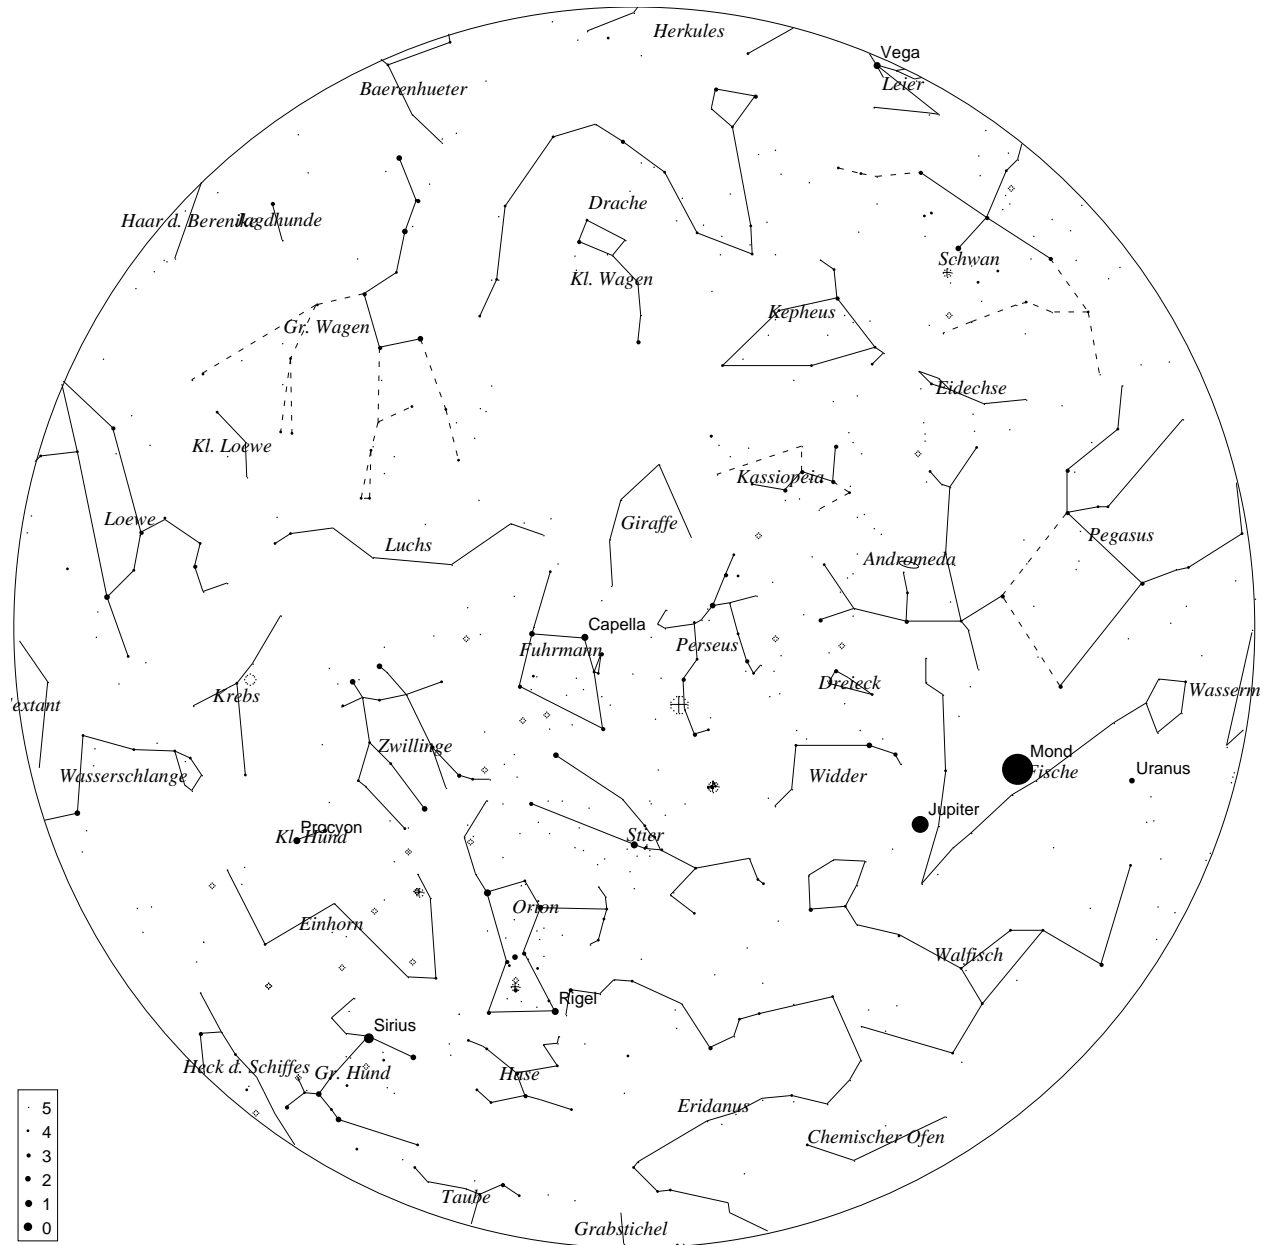 Herkules
Vega
Leier
Baerenhueter
Drache
Haar d. Berenike
Jagdhunde
Schwan
Kl. Wagen
Kepheus
Gr. Wagen
Eidechse
Kl. Loewe
Kassiopeia
Loewe
Giraffe
Pegasus
Luchs
Andromeda
Capella
Fuhrmann
Perseus
Dreieck
Wasserm
Krebs
extant
Zwillinge
Mond
Fische
Uranus
Wasserschlange
Widder
Jupiter
Procyon
Kl. Hund
Stier
Orion
Einhorn
Walfisch
Rigel
Sirius
Heck d. Schiffes
Gr. Hund
Hase
Eridanus
Chemischer Ofen
Taube
Grabstichel
5
4
3
2
1
0